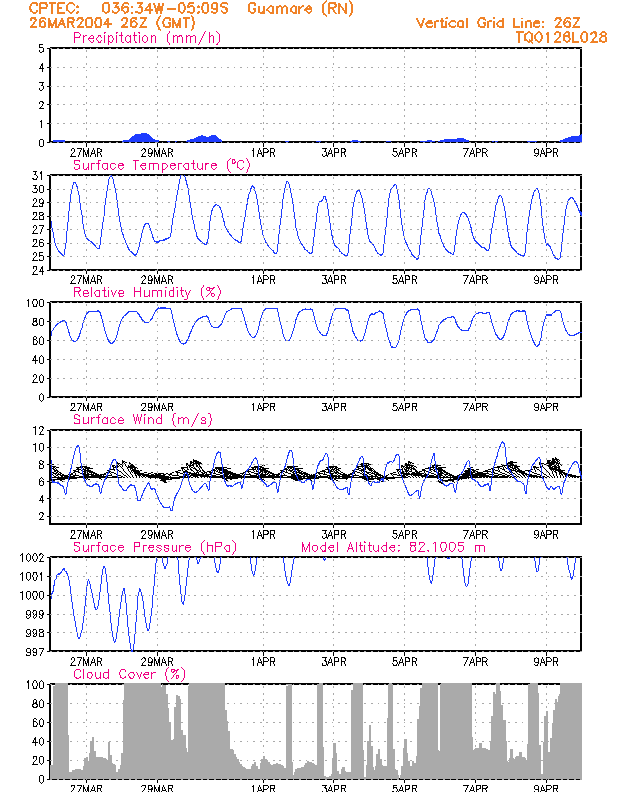 CPTEC: 036:34W-05:09S Guamare (RN)
26MAR2004 26Z (GMT) Vertical Grid Line: 26Z
Precipitation (mm/h) TQ0126L028
5
4
3
2
1
0
27MAR 29MAR 1APR 3APR 5APR 7APR 9APR
Surface Temperature (°C)
31
30
29
28
27
26
25
24
27MAR 29MAR 1APR 3APR 5APR 7APR 9APR
Relative Humidity (%)
100
80
60
40
20
0
27MAR 29MAR 1APR 3APR 5APR 7APR 9APR
Surface Wind (m/s)
12
10
8
6
4
2
27MAR 29MAR 1APR 3APR 5APR 7APR 9APR
Surface Pressure (hPa) Model Altitude: 82.1005 m
1002
1001
1000
999
998
997
27MAR 29MAR 1APR 3APR 5APR 7APR 9APR
Cloud Cover (%)
100
80
60
40
20
0
27MAR 29MAR 1APR 3APR 5APR 7APR 9APR